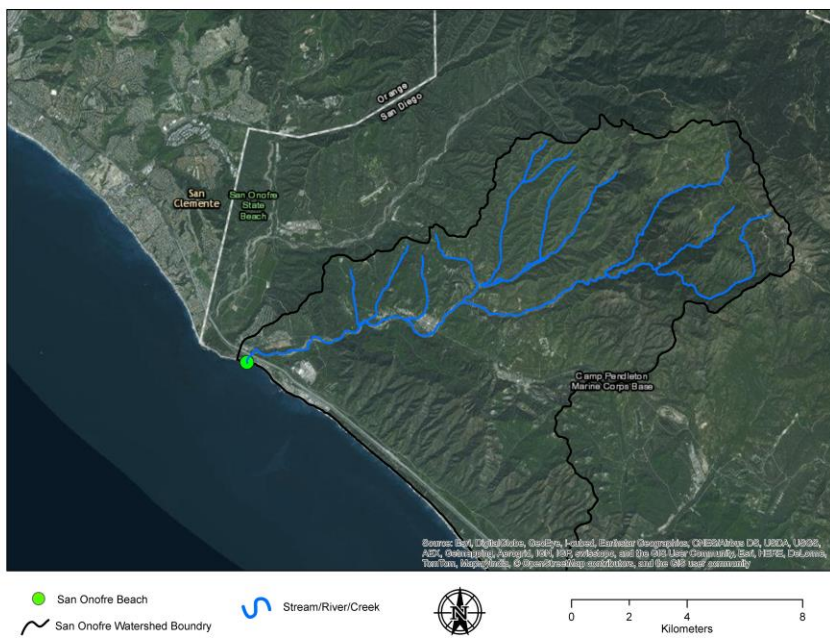 Orange
San Diego
San
Clemente
San Onofre
State
Beach
Camp Pendleton
Marine Corps Base
Source: Esri, DigitalGlobe, GeoEye, i-cubed, Earthstar Geographics, CNES/Airbus DS, USDA, USGS,
AEX, Getmapping, Aerogrid, IGN, IGP, swisstopo, and the GIS User Community, Esri, HERE, DeLorme,
TomTom, MapmyIndia, © OpenStreetMap contributors, and the GIS user community
San Onofre Beach
San Onofre Watershed Boundry
Stream/River/Creek
N
0 2 4 8
Kilometers